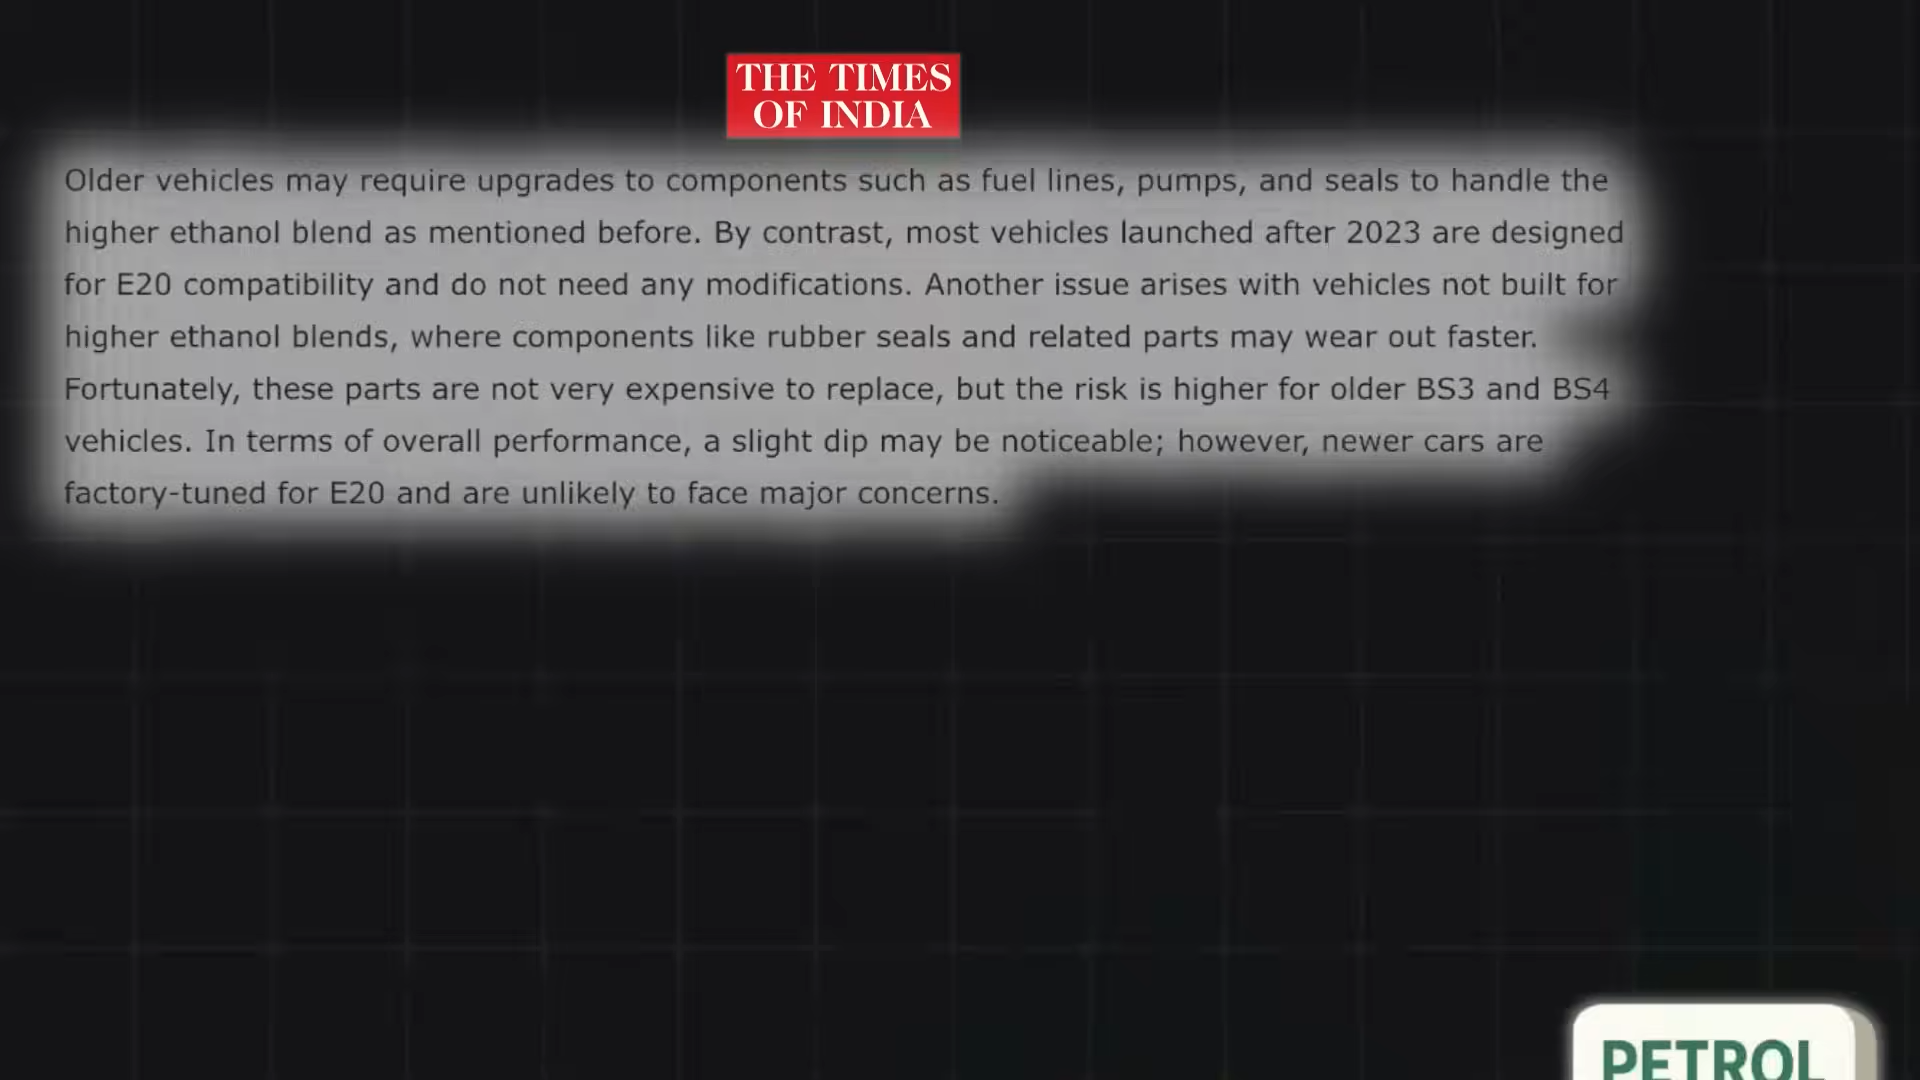 THE TIMES
OF INDIA
Older vehicles may require upgrades to components such as fuel lines, pumps, and seals to handle the
higher ethanol blend as mentioned before. By contrast, most vehicles launched after 2023 are designed
for E20 compatibility and do not need any modifications. Another issue arises with vehicles not built for
higher ethanol blends, where components like rubber seals and related parts may wear out faster.
Fortunately, these parts are not very expensive to replace, but the risk is higher for older BS3 and BS4
vehicles. In terms of overall performance, a slight dip may be noticeable; however, newer cars are
factory-tuned for E20 and are unlikely to face major concerns.
PETROL